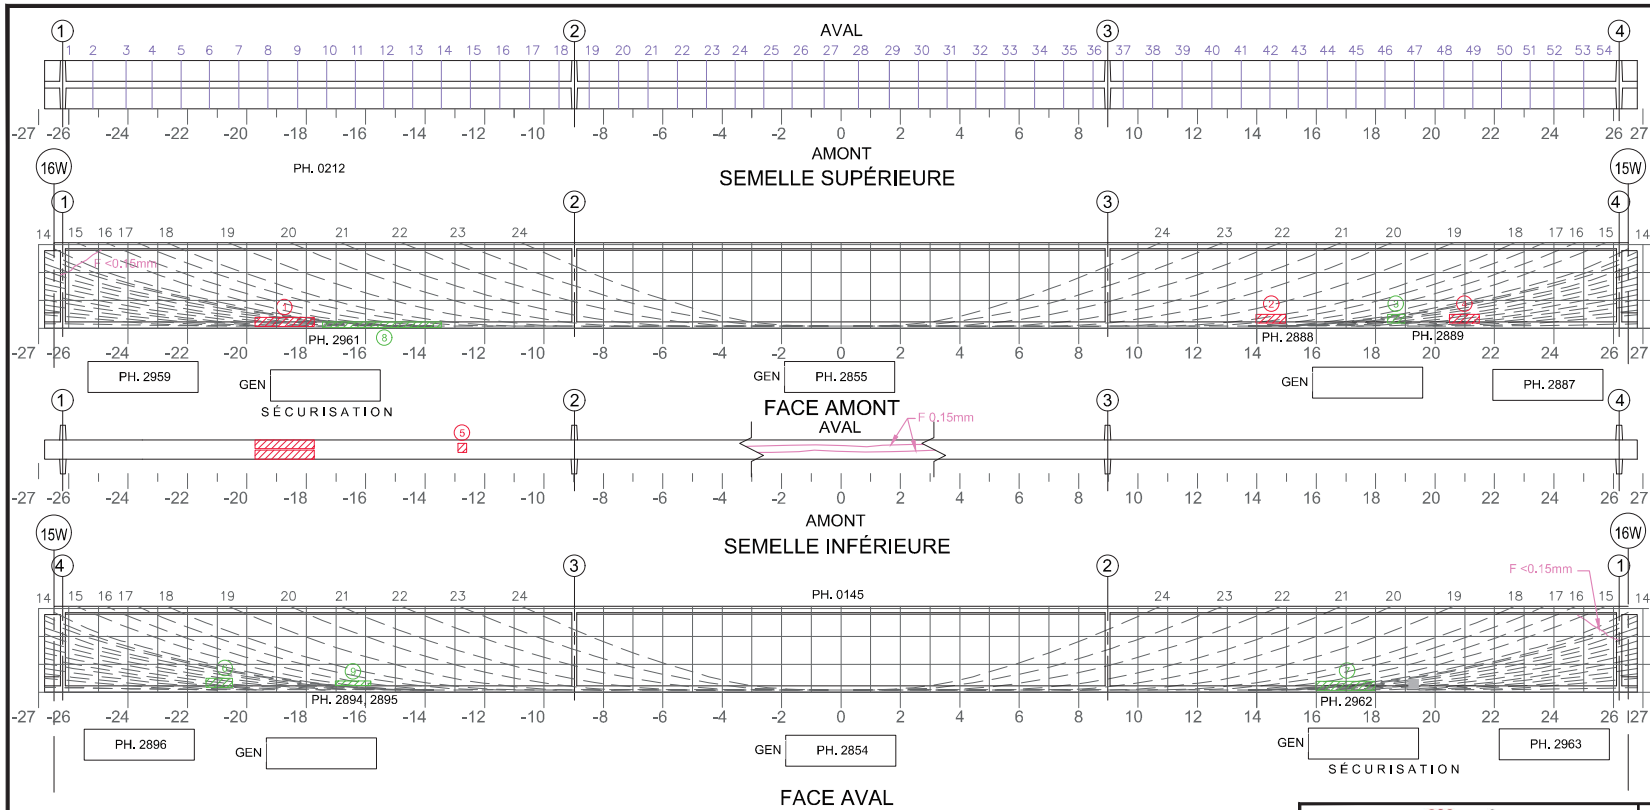 1 2 AVAL 3 4
1 2 3 4 5 6 7 8 9 10 11 12 13 14 15 16 17 18 19 20 21 22 23 24 25 26 27 28 29 30 31 32 33 34 35 36 37 38 39 40 41 42 43 44 45 46 47 48 49 50 51 52 53 54
-27 -26 -24 -22 -20 -18 -16 -14 -12 -10 -8 -6 -4 -2 0 2 4 6 8 10 12 14 16 18 20 22 24 26 27
AMONT
16W PH. 0212 SEMELLE SUPÉRIEURE 15W
1 2 3 4
14 15 16 17 18 19 20 21 22 23 24 24 23 22 21 20 19 18 17 16 15 14
F <0.15mm
1 2 3
PH. 2961 8 PH. 2888 PH. 2889
-27 -26 -24 -22 -20 -18 -16 -14 -12 -10 -8 -6 -4 -2 0 2 4 6 8 10 12 14 16 18 20 22 24 26 27
PH. 2959 GEN GEN PH. 2855 GEN PH. 2887
SÉCURISATION
FACE AMONT
1 2 AVAL 3 4
F 0.15mm
5
-27 -26 -24 -22 -20 -18 -16 -14 -12 -10 -8 -6 -4 -2 0 2 4 6 8 10 12 14 16 18 20 22 24 26 27
AMONT
15W SEMELLE INFÉRIEURE 16W
4 3 2 1
F <0.15mm
14 15 16 17 18 19 20 21 22 23 24 PH. 0145 24 23 22 21 20 19 18 17 16 15 14
9 7
PH. 2894, 2895 PH. 2962
-27 -26 -24 -22 -20 -18 -16 -14 -12 -10 -8 -6 -4 -2 0 2 4 6 8 10 12 14 16 18 20 22 24 26 27
PH. 2896 GEN GEN PH. 2854 GEN PH. 2963
SÉCURISATION
FACE AVAL